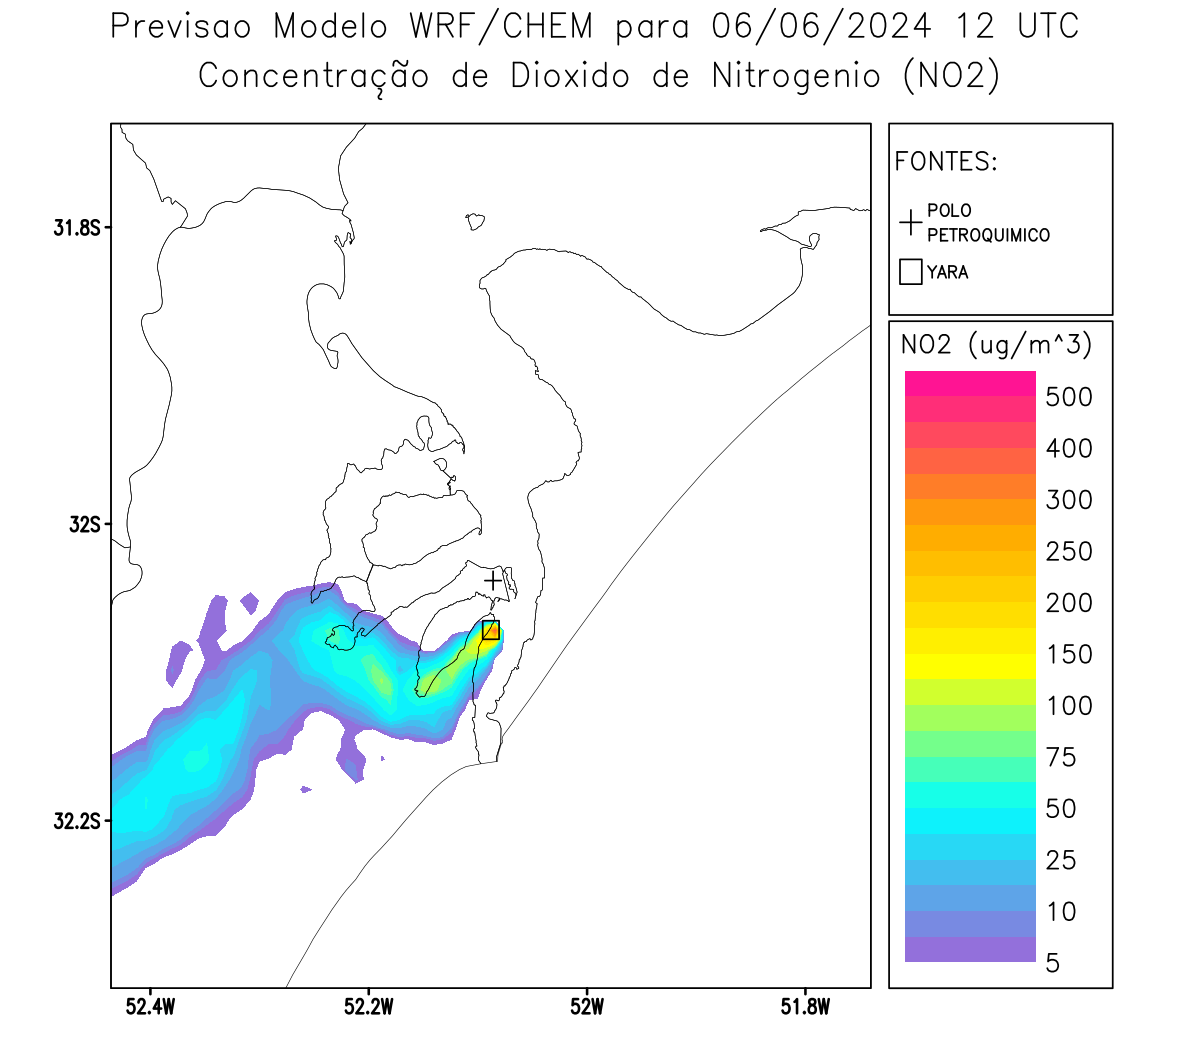 Previsao Modelo WRF/CHEM para 06/06/2024 12 UTC
Concentração de Dioxido de Nitrogenio (NO2)
FONTES:
POLO
PETROQUIMICO
YARA
NO2 (ug/m^3)
500
400
300
250
200
150
100
75
50
25
10
5
31.8S
32S
32.2S
52.4W
52.2W
52W
51.8W